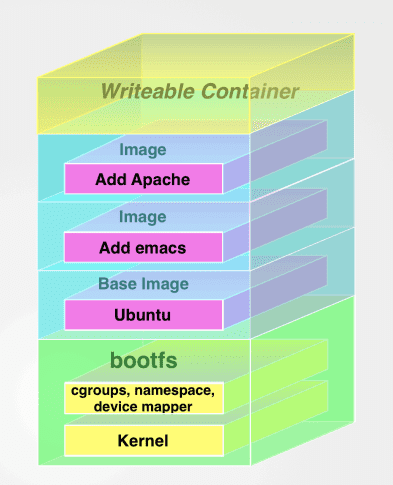 Writeable Container
Image
Add Apache
Image
Add emacs
Base Image
Ubuntu
bootfs
cgroups, namespace,
device mapper
Kernel